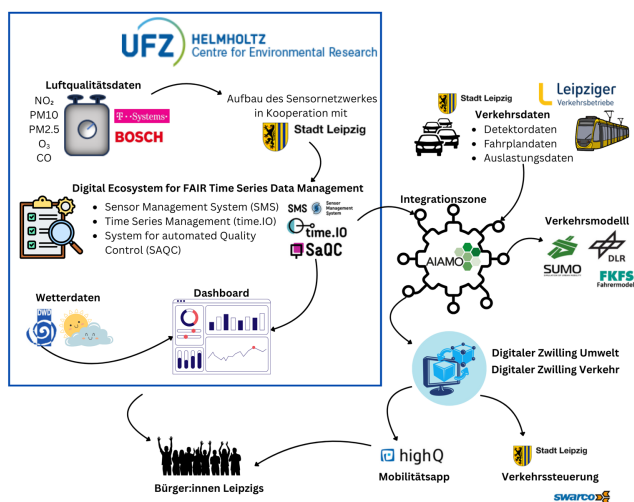 UFZ HELMHOLTZ
Centre for Environmental Research
Luftqualitätsdaten
NO₂
PM10
PM2.5
O₃
CO
T··Systems·
BOSCH
Aufbau des Sensornetzwerkes
in Kooperation mit
Stadt Leipzig
Stadt Leipzig
Leipziger
Verkehrsbetriebe
Verkehrsdaten
• Detektordaten
• Fahrplandaten
• Auslastungsdaten
Digital Ecosystem for FAIR Time Series Data Management
• Sensor Management System (SMS)
• Time Series Management (time.IO)
• System for automated Quality
Control (SAQC)
SMS Sensor
Management
System
time.IO
SaQC
Integrationszone
AIAMO
Verkehrsmodelll
SUMO
DLR
FKFS
Fahrermodell
Wetterdaten
DWD
Dashboard
Digitaler Zwilling Umwelt
Digitaler Zwilling Verkehr
Bürger:innen Leipzigs
highQ
Mobilitätsapp
Stadt Leipzig
Verkehrssteuerung
swarco